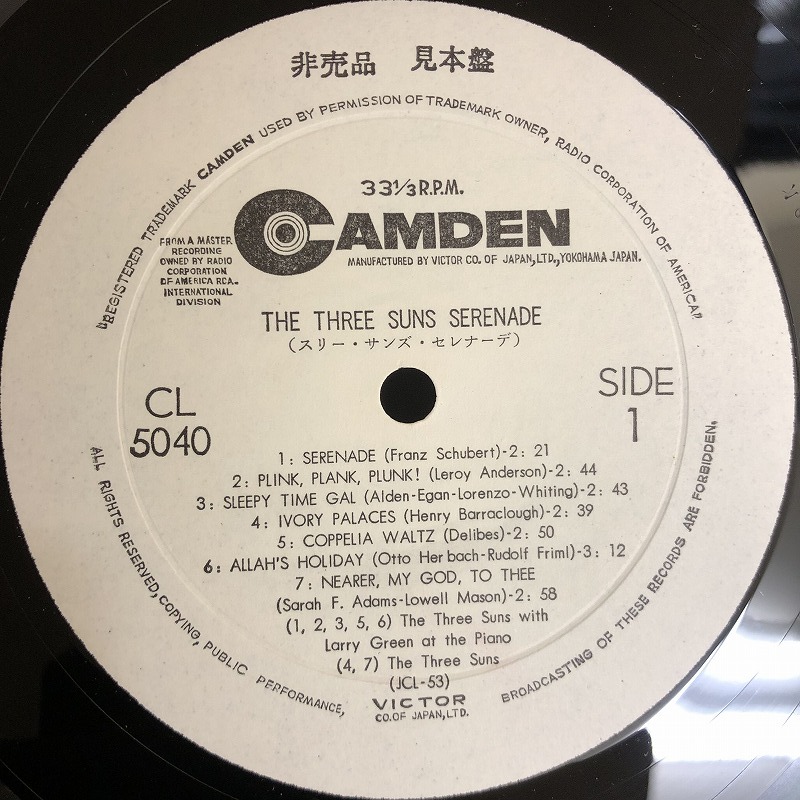 非売品 見本盤
"REGISTERED TRADEMARK CAMDEN USED BY PERMISSION OF TRADEMARK OWNER, RADIO CORPORATION OF AMERICA"
33⅓ R.P.M.
CAMDEN
MANUFACTURED BY VICTOR CO. OF JAPAN, LTD., YOKOHAMA JAPAN.
FROM A MASTER
RECORDING
OWNED BY RADIO
CORPORATION
OF AMERICA RCA.
INTERNATIONAL
DIVISION
THE THREE SUNS SERENADE
(スリー・サンズ・セレナーデ)
CL
5040
SIDE
1
1: SERENADE (Franz Schubert)-2: 21
2: PLINK, PLANK, PLUNK! (Leroy Anderson)-2: 44
3: SLEEPY TIME GAL (Alden-Egan-Lorenzo-Whiting)-2: 43
4: IVORY PALACES (Henry Barraclough)-2: 39
5: COPPELIA WALTZ (Delibes)-2: 50
6: ALLAH'S HOLIDAY (Otto Her bach-Rudolf Friml)-3: 12
7: NEARER, MY GOD, TO THEE
(Sarah F. Adams-Lowell Mason)-2: 58
(1, 2, 3, 5, 6) The Three Suns with
Larry Green at the Piano
(4, 7) The Three Suns
(JCL-53)
ALL RIGHTS RESERVED, COPYING, PUBLIC PERFORMANCE,
VICTOR
CO. OF JAPAN, LTD.
BROADCASTING OF THESE RECORDS ARE FORBIDDEN.